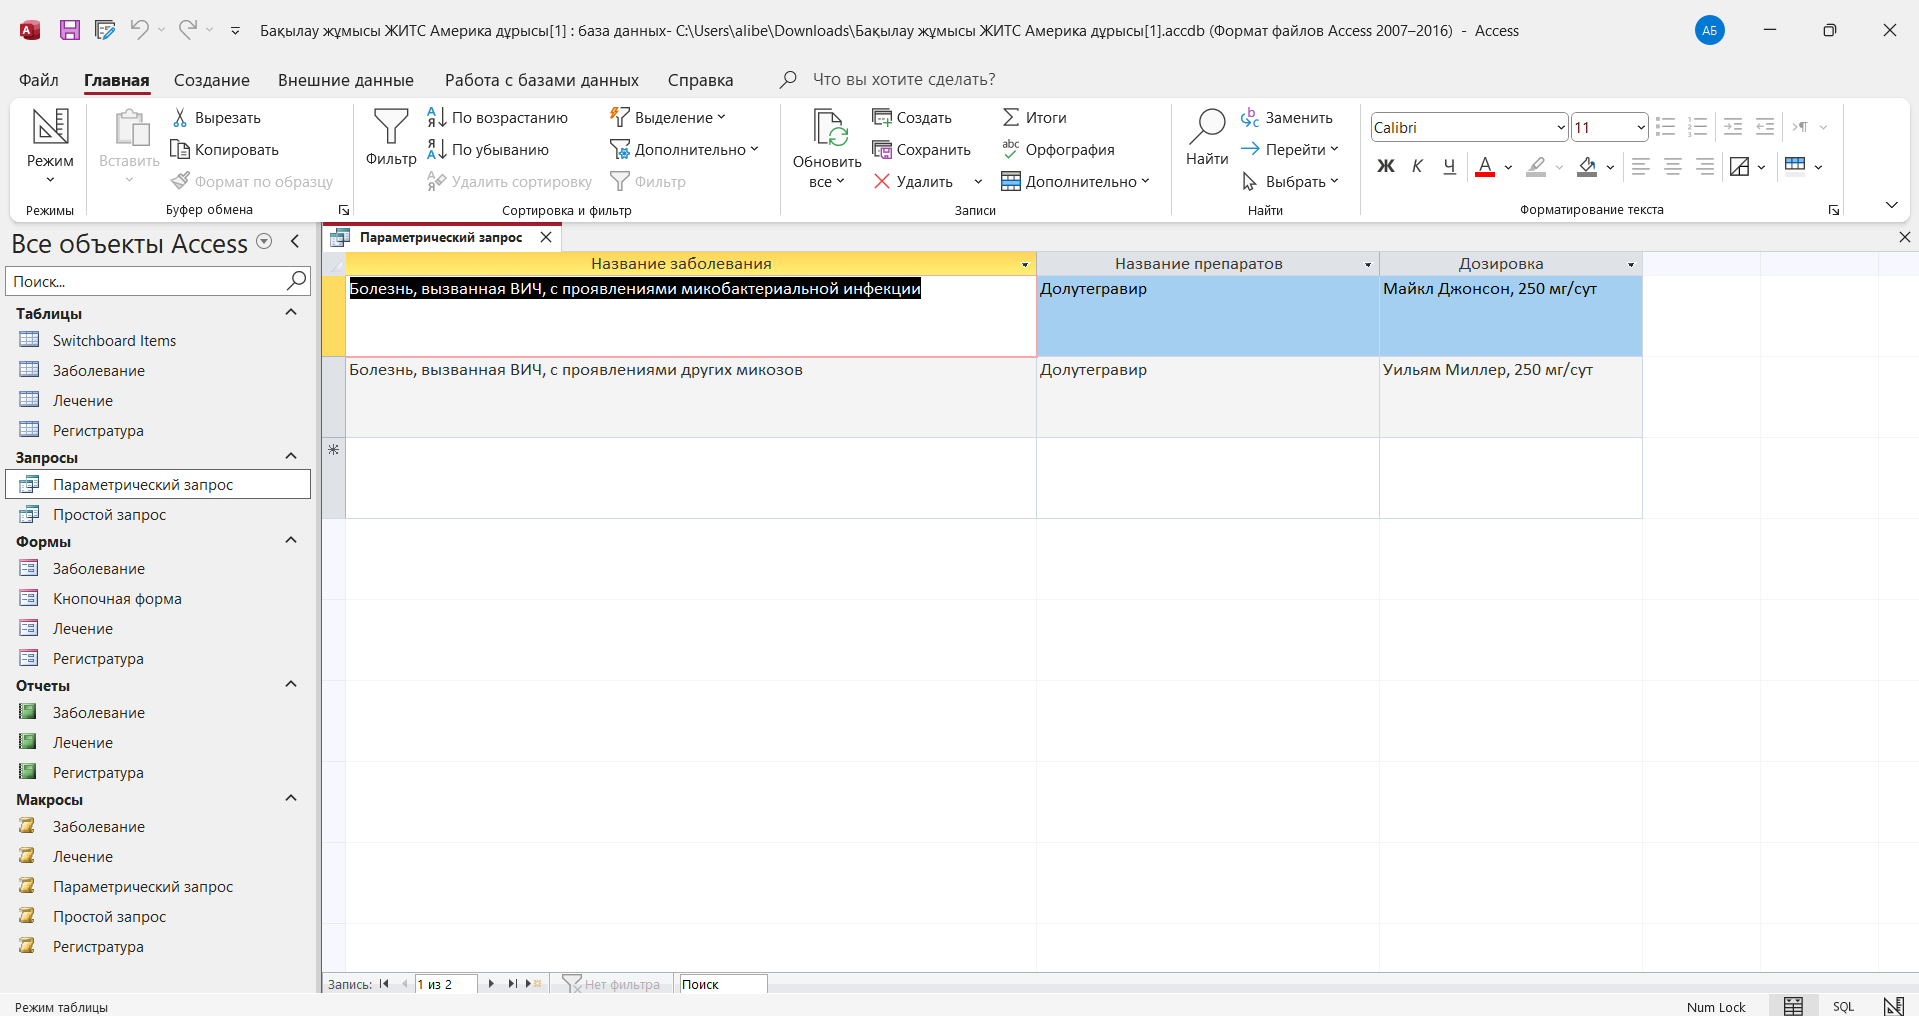 Бақылау жұмысы ЖИТС Америка дұрысы[1] : база данных- C:\Users\alibe\Downloads\Бақылау жұмысы ЖИТС Америка дұрысы[1].accdb (Формат файлов Access 2007–2016) - Access
АБ
Файл Главная Создание Внешние данные Работа с базами данных Справка Что вы хотите сделать?
Режим
Режимы
Вставить
Вырезать
Копировать
Формат по образцу
Буфер обмена
Фильтр
По возрастанию
По убыванию
Удалить сортировку
Выделение
Дополнительно
Фильтр
Сортировка и фильтр
Обновить
все
Создать
Сохранить
Удалить
Итоги
Орфография
Дополнительно
Записи
Найти
Заменить
Перейти
Выбрать
Найти
Calibri 11
Ж К Ч А
Форматирование текста
Все объекты Access
Поиск...
Таблицы
Switchboard Items
Заболевание
Лечение
Регистратура
Запросы
Параметрический запрос
Простой запрос
Формы
Заболевание
Кнопочная форма
Лечение
Регистратура
Отчеты
Заболевание
Лечение
Регистратура
Макросы
Заболевание
Лечение
Параметрический запрос
Простой запрос
Регистратура
Параметрический запрос
Название заболевания Название препаратов Дозировка
Болезнь, вызванная ВИЧ, с проявлениями микобактериальной инфекции Долутегравир Майкл Джонсон, 250 мг/сут
Болезнь, вызванная ВИЧ, с проявлениями других микозов Долутегравир Уильям Миллер, 250 мг/сут
Запись: 1 из 2 Нет фильтра Поиск
Режим таблицы Num Lock SQL